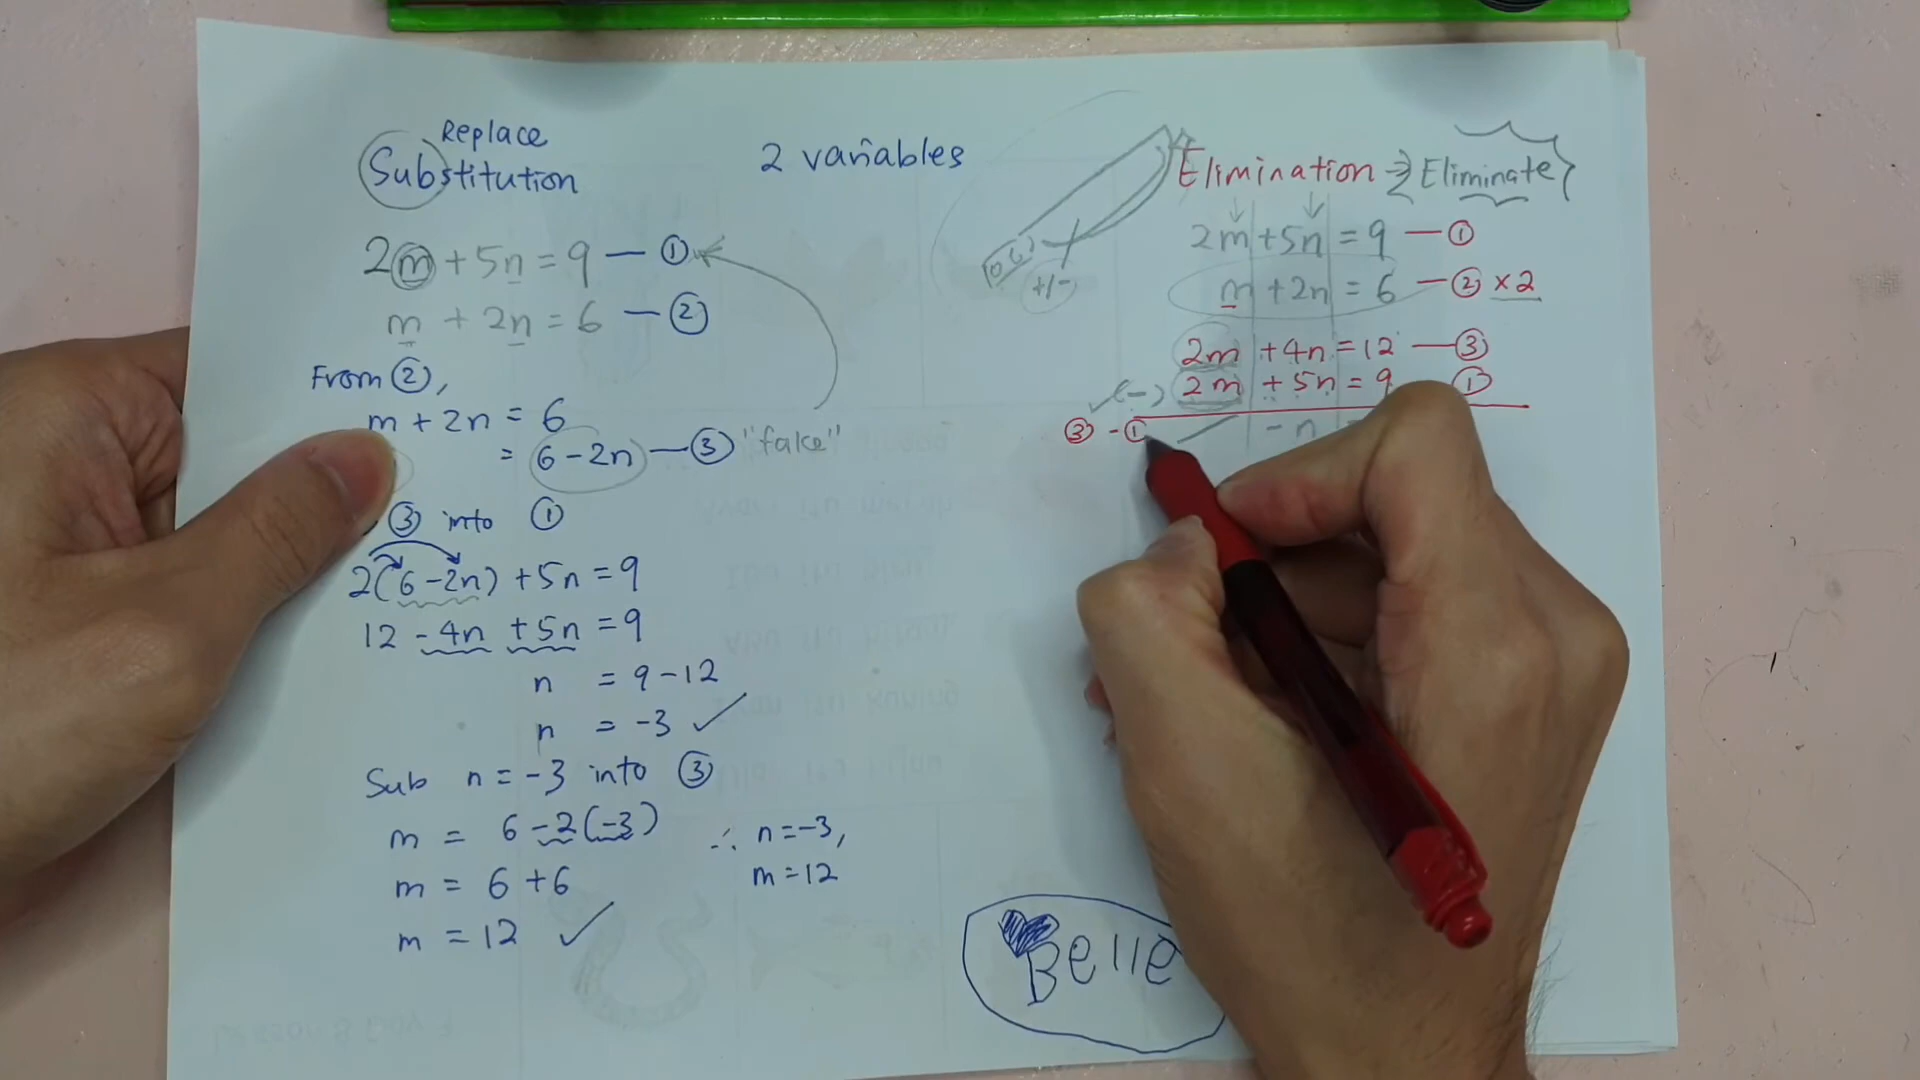 Replace
Substitution
2 variables
2m + 5n = 9 — ①
m + 2n = 6 — ②
From ②,
m + 2n = 6
= 6 - 2n — ③ "fake"
③ into ①
2(6 - 2n) + 5n = 9
12 - 4n + 5n = 9
n = 9 - 12
n = -3 ✓
Sub n = -3 into ③
m = 6 - 2(-3)
m = 6 + 6
m = 12 ✓
∴ n = -3,
m = 12
Elimination → Eliminate
+/-
2m + 5n = 9 — ①
m + 2n = 6 — ② × 2
2m + 4n = 12 — ③
(-) 2m + 5n = 9 ①
③ - ① - n
Belle